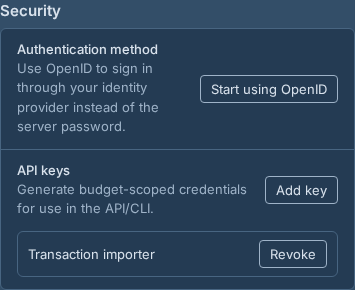 Security
Authentication method
Use OpenID to sign in
through your identity
provider instead of the
server password.
Start using OpenID
API keys
Generate budget-scoped credentials
for use in the API/CLI.
Add key
Transaction importer
Revoke